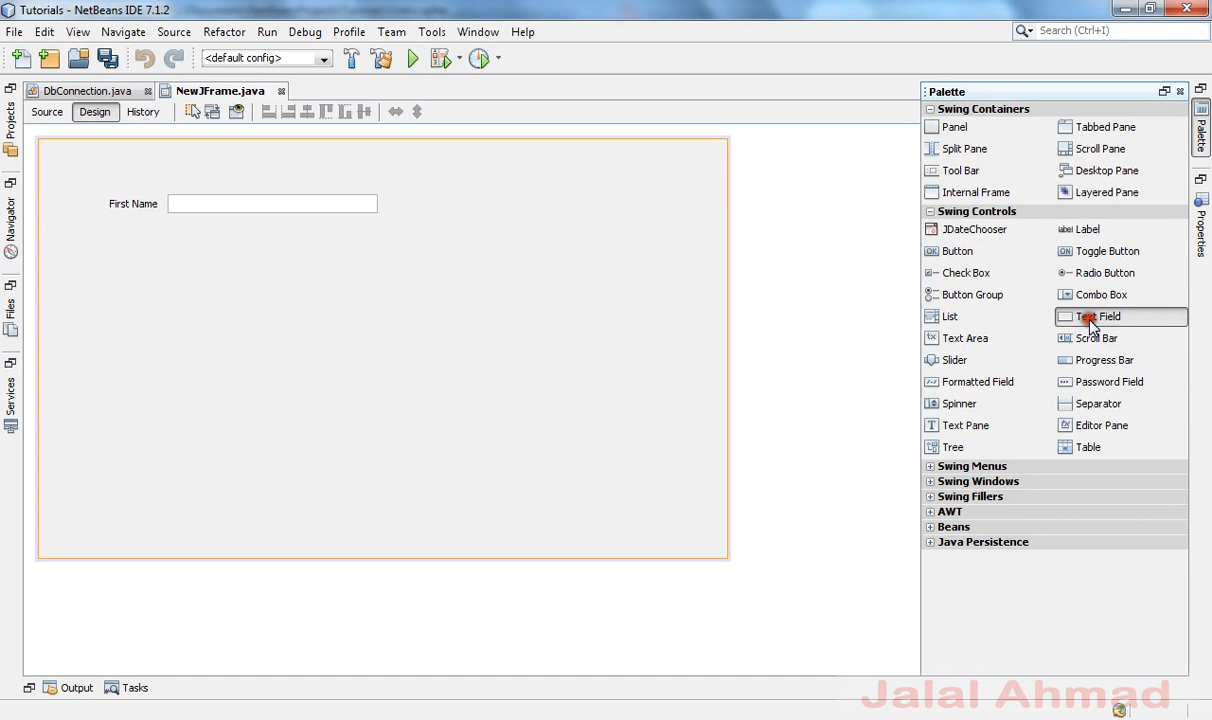 Tutorials - NetBeans IDE 7.1.2
File Edit View Navigate Source Refactor Run Debug Profile Team Tools Window Help
Search (Ctrl+I)
<default config>
DbConnection.java
NewJFrame.java
Source Design History
Projects
Navigator
Files
Services
First Name
Palette
Swing Containers
Panel Tabbed Pane
Split Pane Scroll Pane
Tool Bar Desktop Pane
Internal Frame Layered Pane
Swing Controls
JDateChooser label Label
OK Button ON Toggle Button
Check Box Radio Button
Button Group Combo Box
List Text Field
Text Area Scroll Bar
Slider Progress Bar
Formatted Field Password Field
Spinner Separator
Text Pane Editor Pane
Tree Table
Swing Menus
Swing Windows
Swing Fillers
AWT
Beans
Java Persistence
Palette
Properties
Output Tasks
Jalal Ahmad